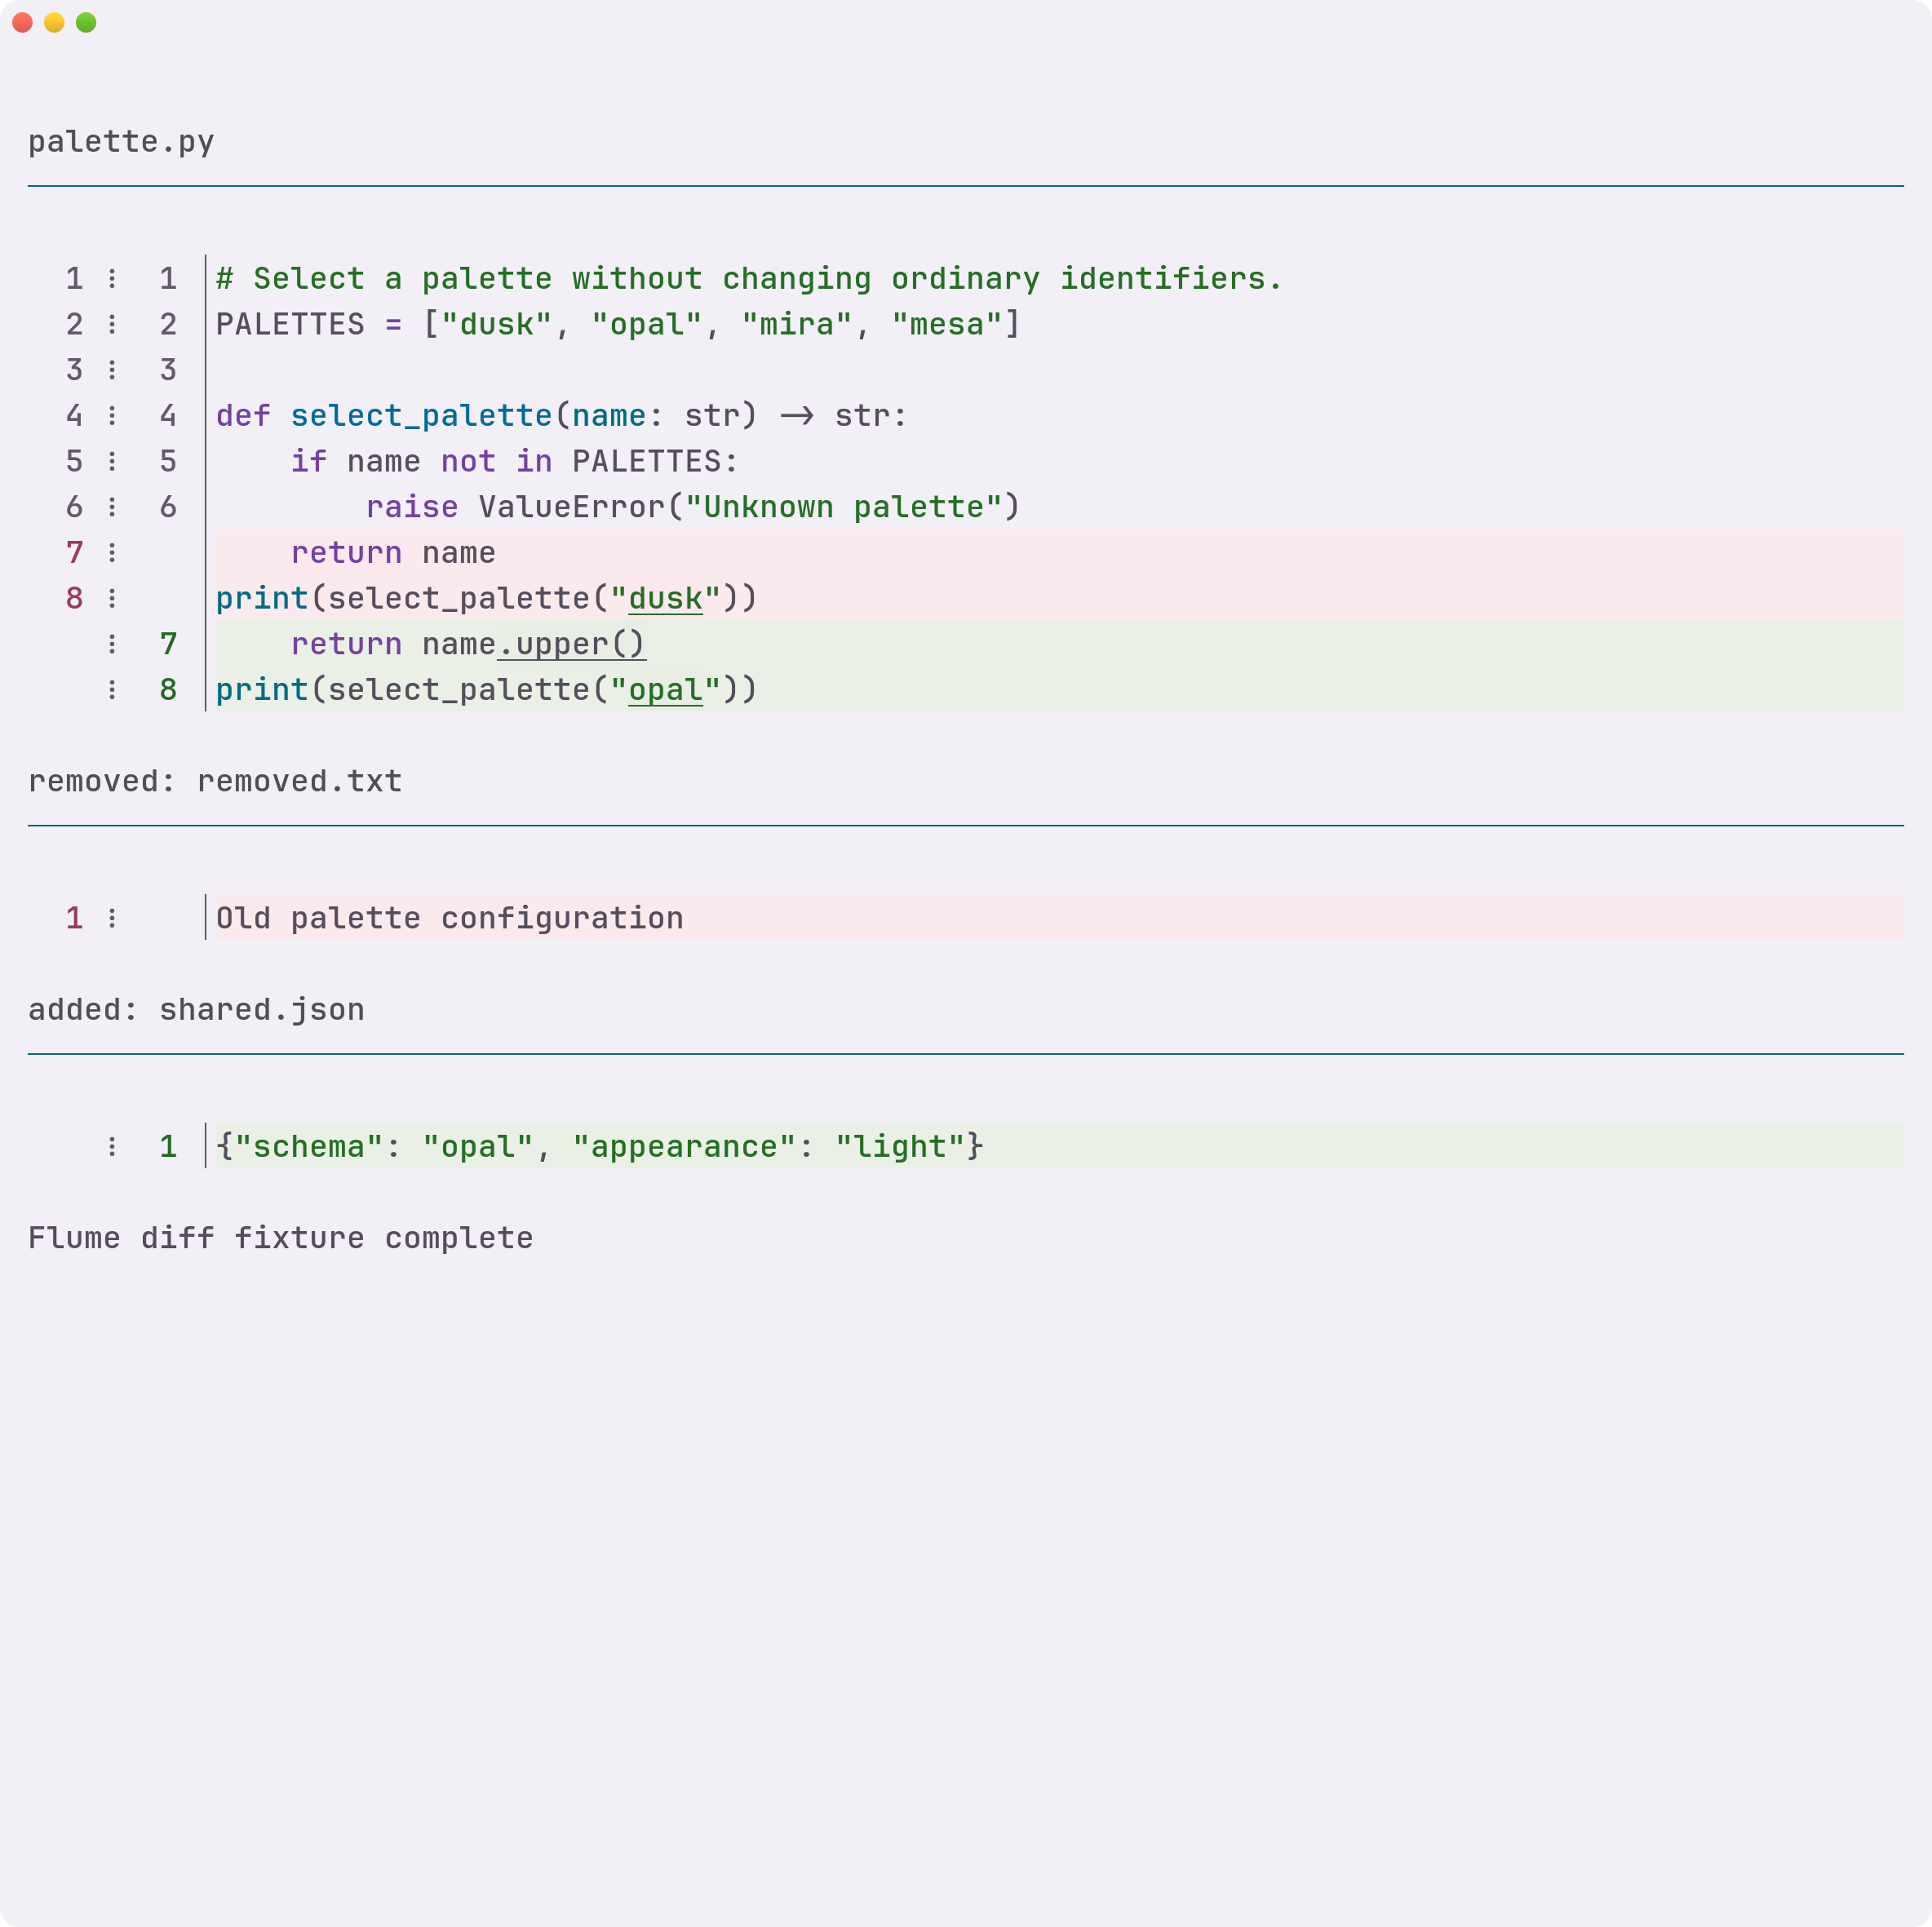 palette.py
1 ⋮ 1 │# Select a palette without changing ordinary identifiers.
2 ⋮ 2 │PALETTES = ["dusk", "opal", "mira", "mesa"]
3 ⋮ 3 │
4 ⋮ 4 │def select_palette(name: str) -> str:
5 ⋮ 5 │    if name not in PALETTES:
6 ⋮ 6 │        raise ValueError("Unknown palette")
7 ⋮   │    return name
8 ⋮   │print(select_palette("dusk"))
  ⋮ 7 │    return name.upper()
  ⋮ 8 │print(select_palette("opal"))
removed: removed.txt
1 ⋮   │Old palette configuration
added: shared.json
  ⋮ 1 │{"schema": "opal", "appearance": "light"}
Flume diff fixture complete